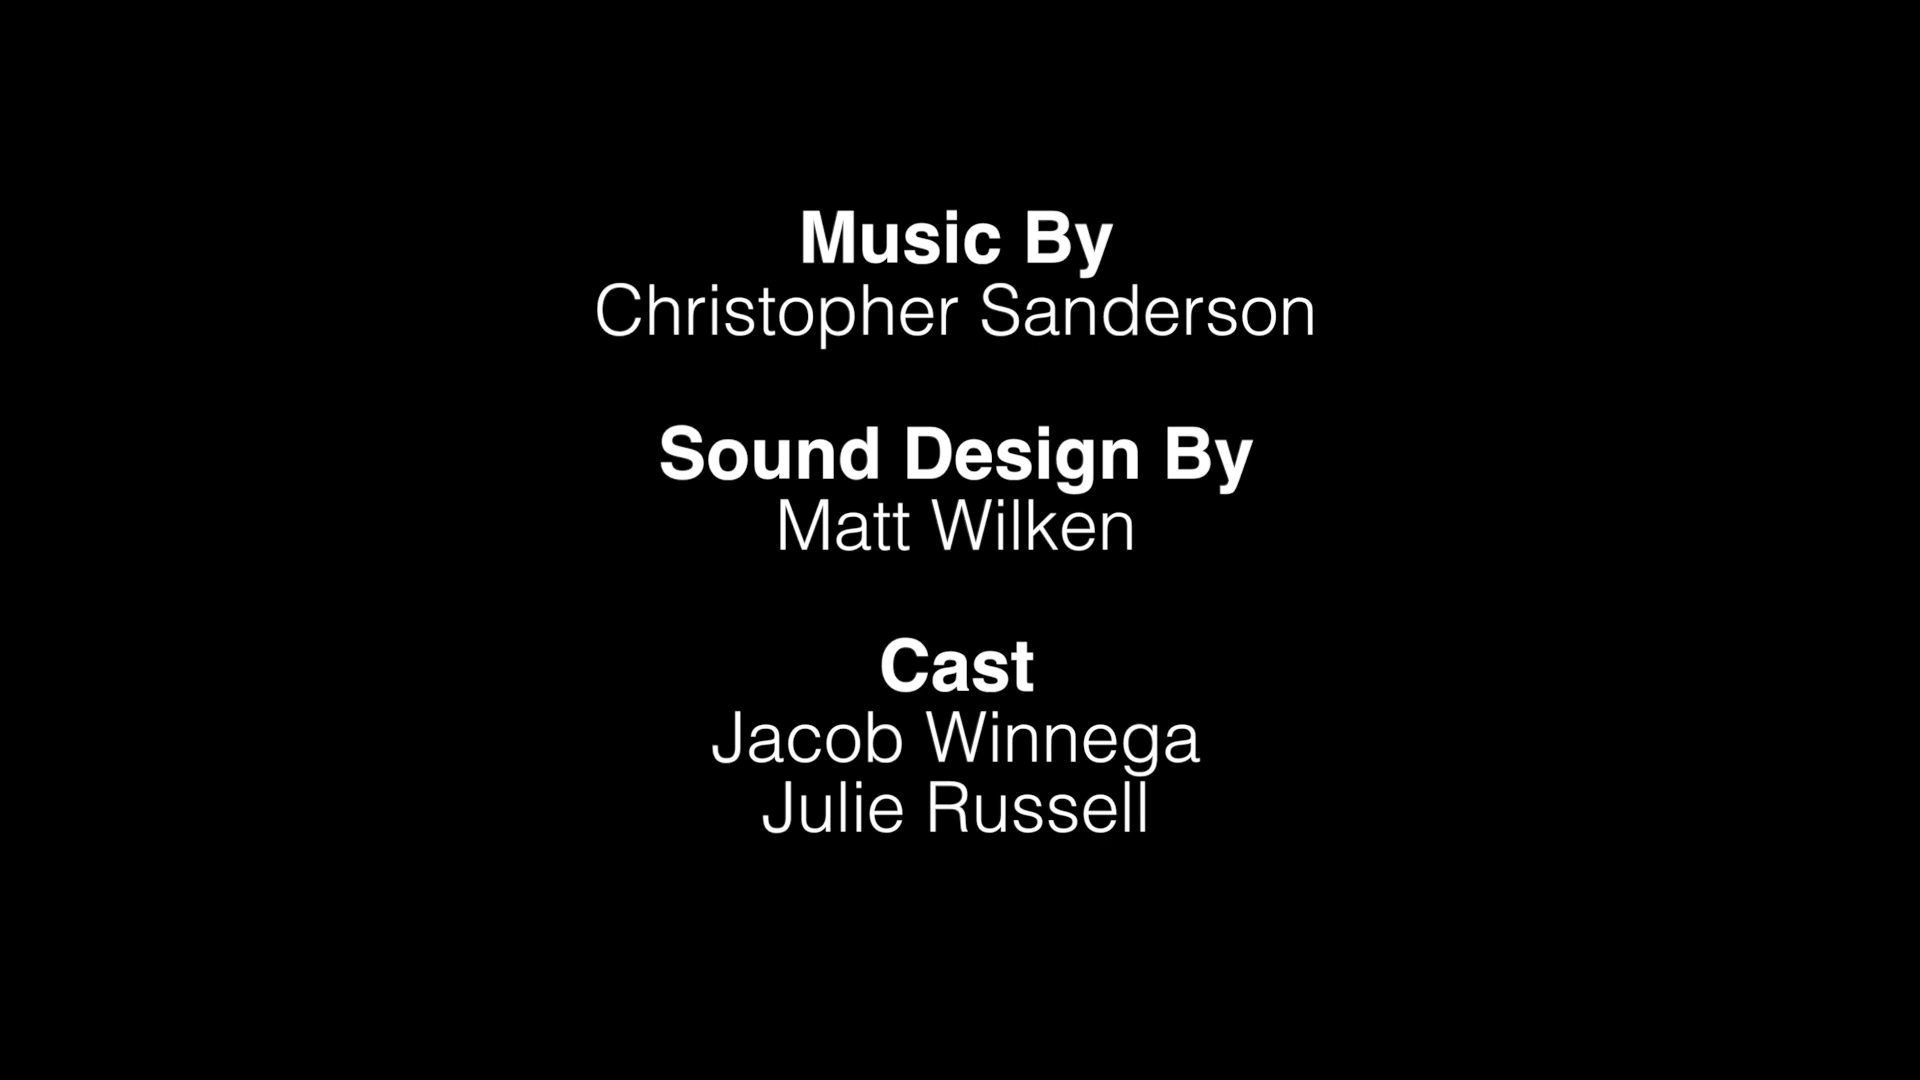 Music By
Christopher Sanderson
Sound Design By
Matt Wilken
Cast
Jacob Winnega
Julie Russell